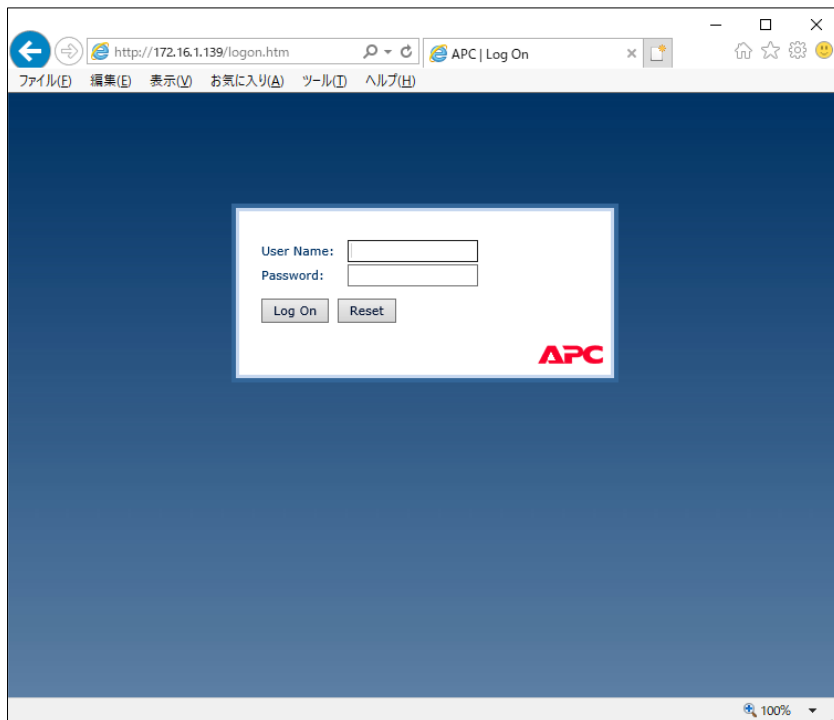 http://172.16.1.139/logon.htm
APC | Log On
ファイル(F) 編集(E) 表示(V) お気に入り(A) ツール(T) ヘルプ(H)
User Name:
Password:
Log On Reset
APC
100%